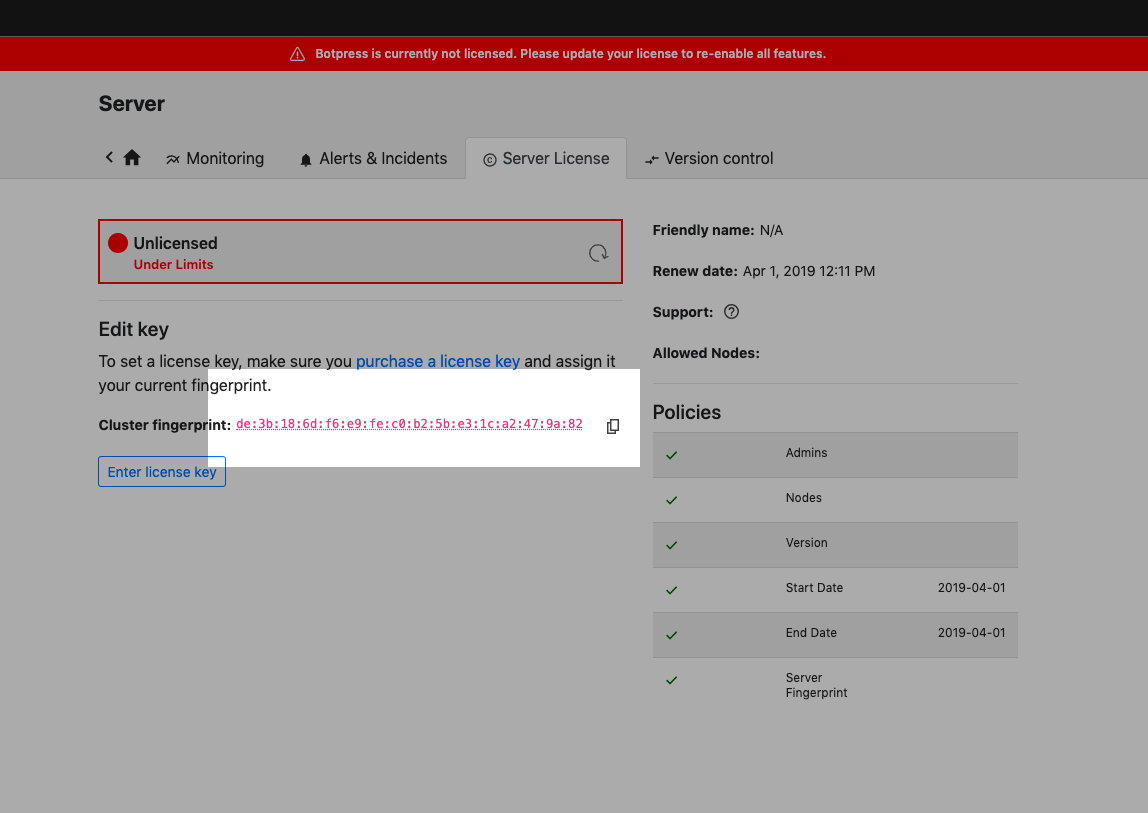 Botpress is currently not licensed. Please update your license to re-enable all features.
Server
Monitoring
Alerts & Incidents
Server License
Version control
Unlicensed
Under Limits
Edit key
To set a license key, make sure you purchase a license key and assign it
your current fingerprint.
Cluster fingerprint: de:3b:18:6d:f6:e9:fe:c0:b2:5b:e3:1c:a2:47:9a:82
Enter license key
Friendly name: N/A
Renew date: Apr 1, 2019 12:11 PM
Support:
Allowed Nodes:
Policies
Admins
Nodes
Version
Start Date 2019-04-01
End Date 2019-04-01
Server
Fingerprint